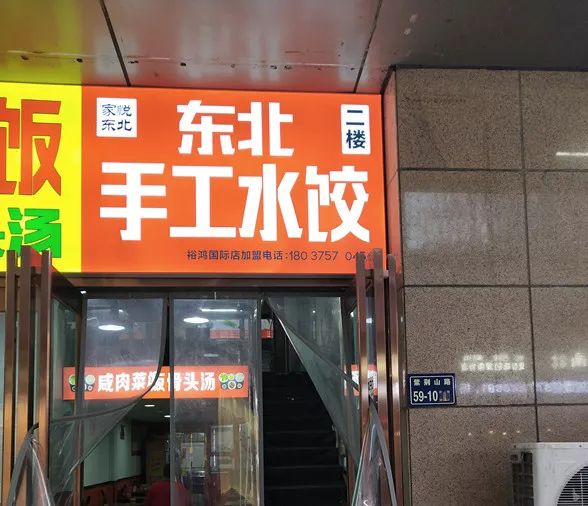 饭
汤
家悦
东北
东北
二楼
手工水饺
裕鸿国际店加盟电话:180 3757
咸肉菜饭骨头汤
紫荆山路
59-10